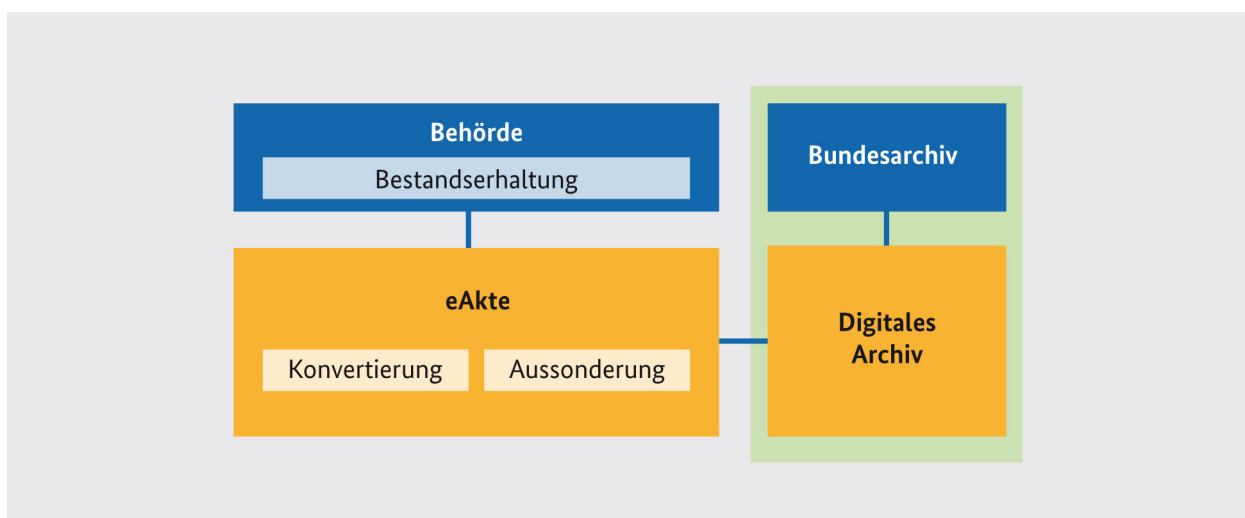 Behörde
Bestandserhaltung
Bundesarchiv
eAkte
Konvertierung
Aussonderung
Digitales
Archiv